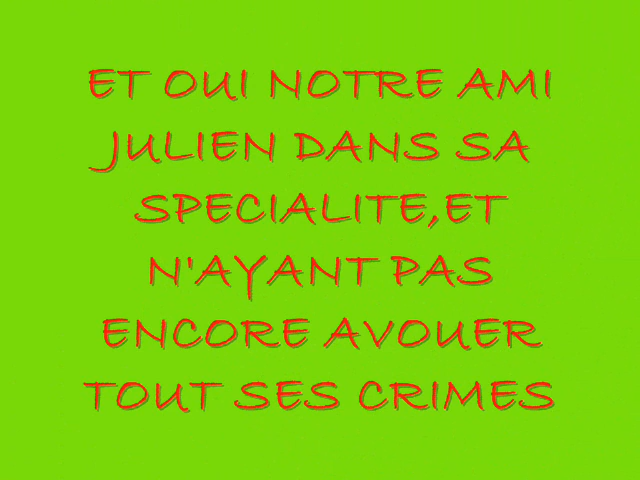 ET OUI NOTRE AMI
JULIEN DANS SA
SPECIALITE,ET
N'AYANT PAS
ENCORE AVOUER
TOUT SES CRIMES